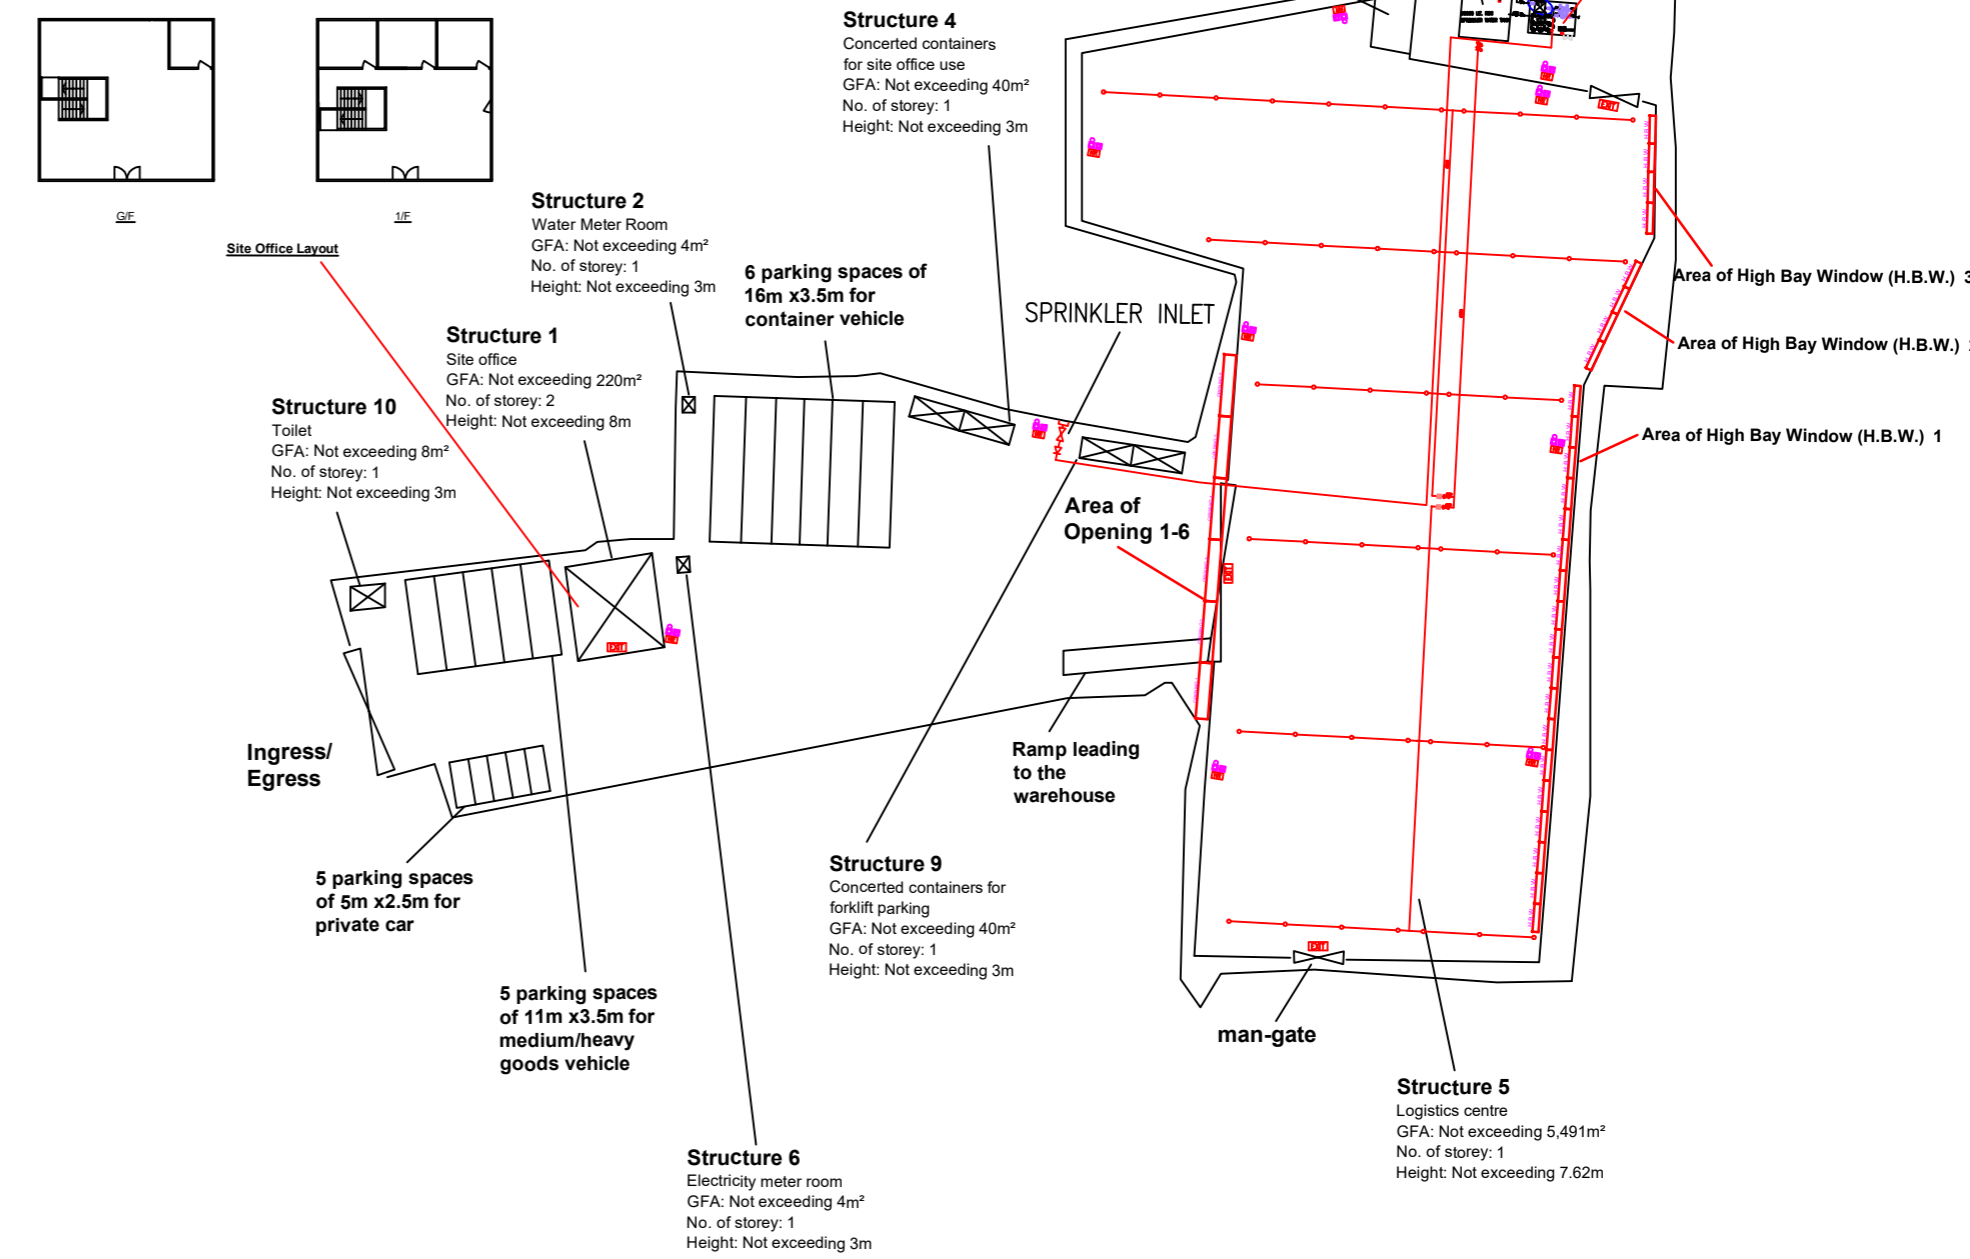 G/F
1/F
Site Office Layout
Structure 4
Concerted containers
for site office use
GFA: Not exceeding 40m²
No. of storey: 1
Height: Not exceeding 3m
Structure 2
Water Meter Room
GFA: Not exceeding 4m²
No. of storey: 1
Height: Not exceeding 3m
6 parking spaces of
16m x3.5m for
container vehicle
SPRINKLER INLET
Structure 1
Site office
GFA: Not exceeding 220m²
No. of storey: 2
Height: Not exceeding 8m
Structure 10
Toilet
GFA: Not exceeding 8m²
No. of storey: 1
Height: Not exceeding 3m
Area of High Bay Window (H.B.W.) 3
Area of High Bay Window (H.B.W.)
Area of High Bay Window (H.B.W.) 1
Area of
Opening 1-6
EXIT
EXIT
EXIT
EXIT
H.B.W.
Ingress/
Egress
Ramp leading
to the
warehouse
5 parking spaces
of 5m x2.5m for
private car
Structure 9
Concerted containers for
forklift parking
GFA: Not exceeding 40m²
No. of storey: 1
Height: Not exceeding 3m
5 parking spaces
of 11m x3.5m for
medium/heavy
goods vehicle
man-gate
Structure 5
Logistics centre
GFA: Not exceeding 5,491m²
No. of storey: 1
Height: Not exceeding 7.62m
Structure 6
Electricity meter room
GFA: Not exceeding 4m²
No. of storey: 1
Height: Not exceeding 3m